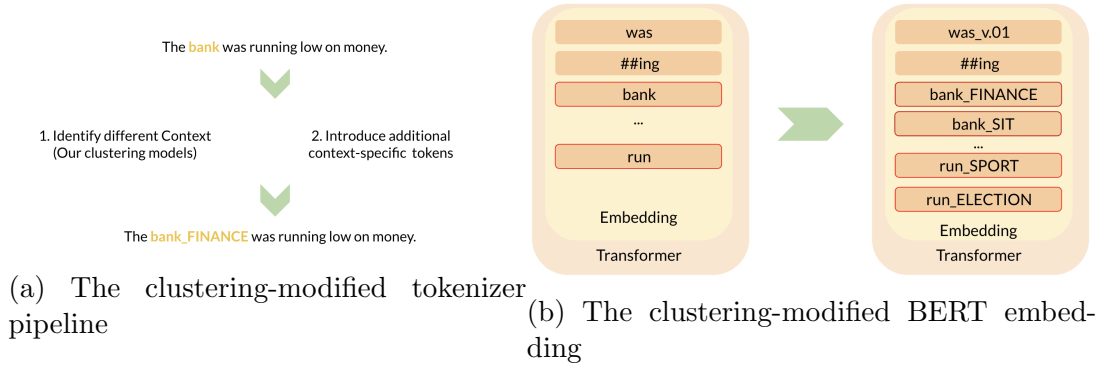 The bank was running low on money.
1. Identify different Context
(Our clustering models)
2. Introduce additional
context-specific tokens
The bank_FINANCE was running low on money.
(a) The clustering-modified tokenizer
pipeline
was
##ing
bank
...
run
Embedding
Transformer
was_v.01
##ing
bank_FINANCE
bank_SIT
...
run_SPORT
run_ELECTION
Embedding
Transformer
(b) The clustering-modified BERT embed-
ding